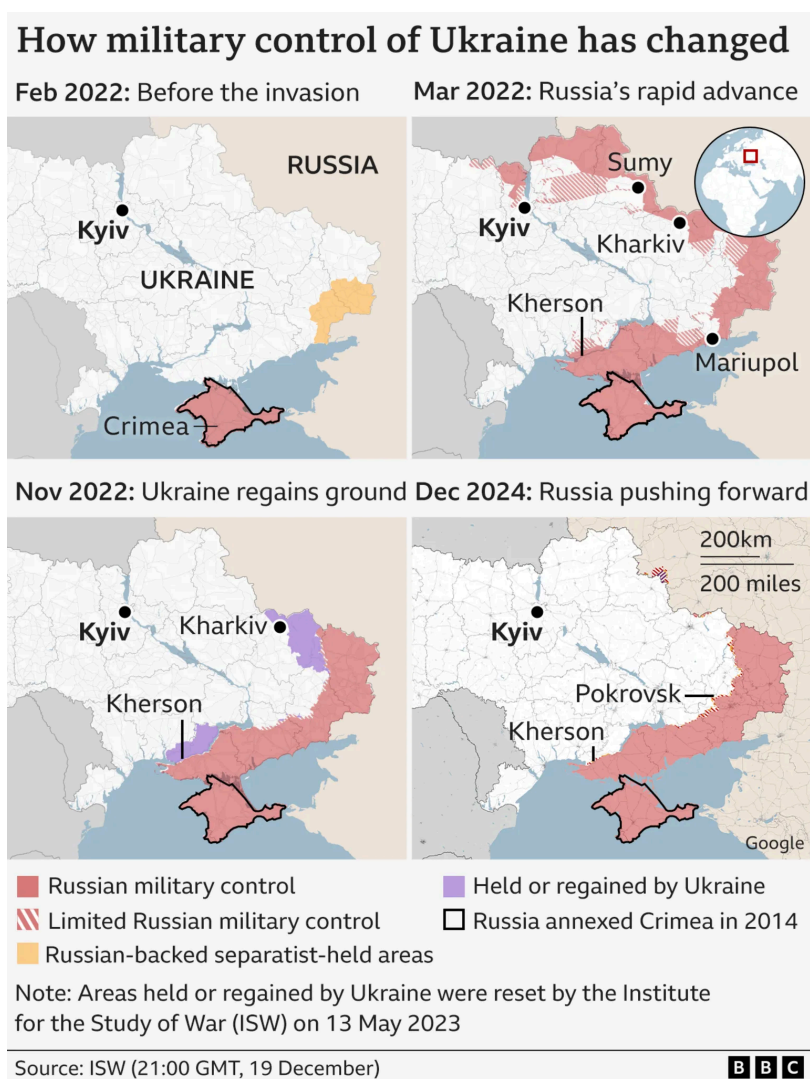 How military control of Ukraine has changed
Feb 2022: Before the invasion
Mar 2022: Russia's rapid advance
RUSSIA
Kyiv
UKRAINE
Crimea
Sumy
Kyiv
Kharkiv
Kherson
Mariupol
Nov 2022: Ukraine regains ground
Dec 2024: Russia pushing forward
Kyiv
Kharkiv
Kherson
200km
200 miles
Kyiv
Pokrovsk
Kherson
Google
Russian military control
Held or regained by Ukraine
Limited Russian military control
Russia annexed Crimea in 2014
Russian-backed separatist-held areas
Note: Areas held or regained by Ukraine were reset by the Institute
for the Study of War (ISW) on 13 May 2023
Source: ISW (21:00 GMT, 19 December)
BBC